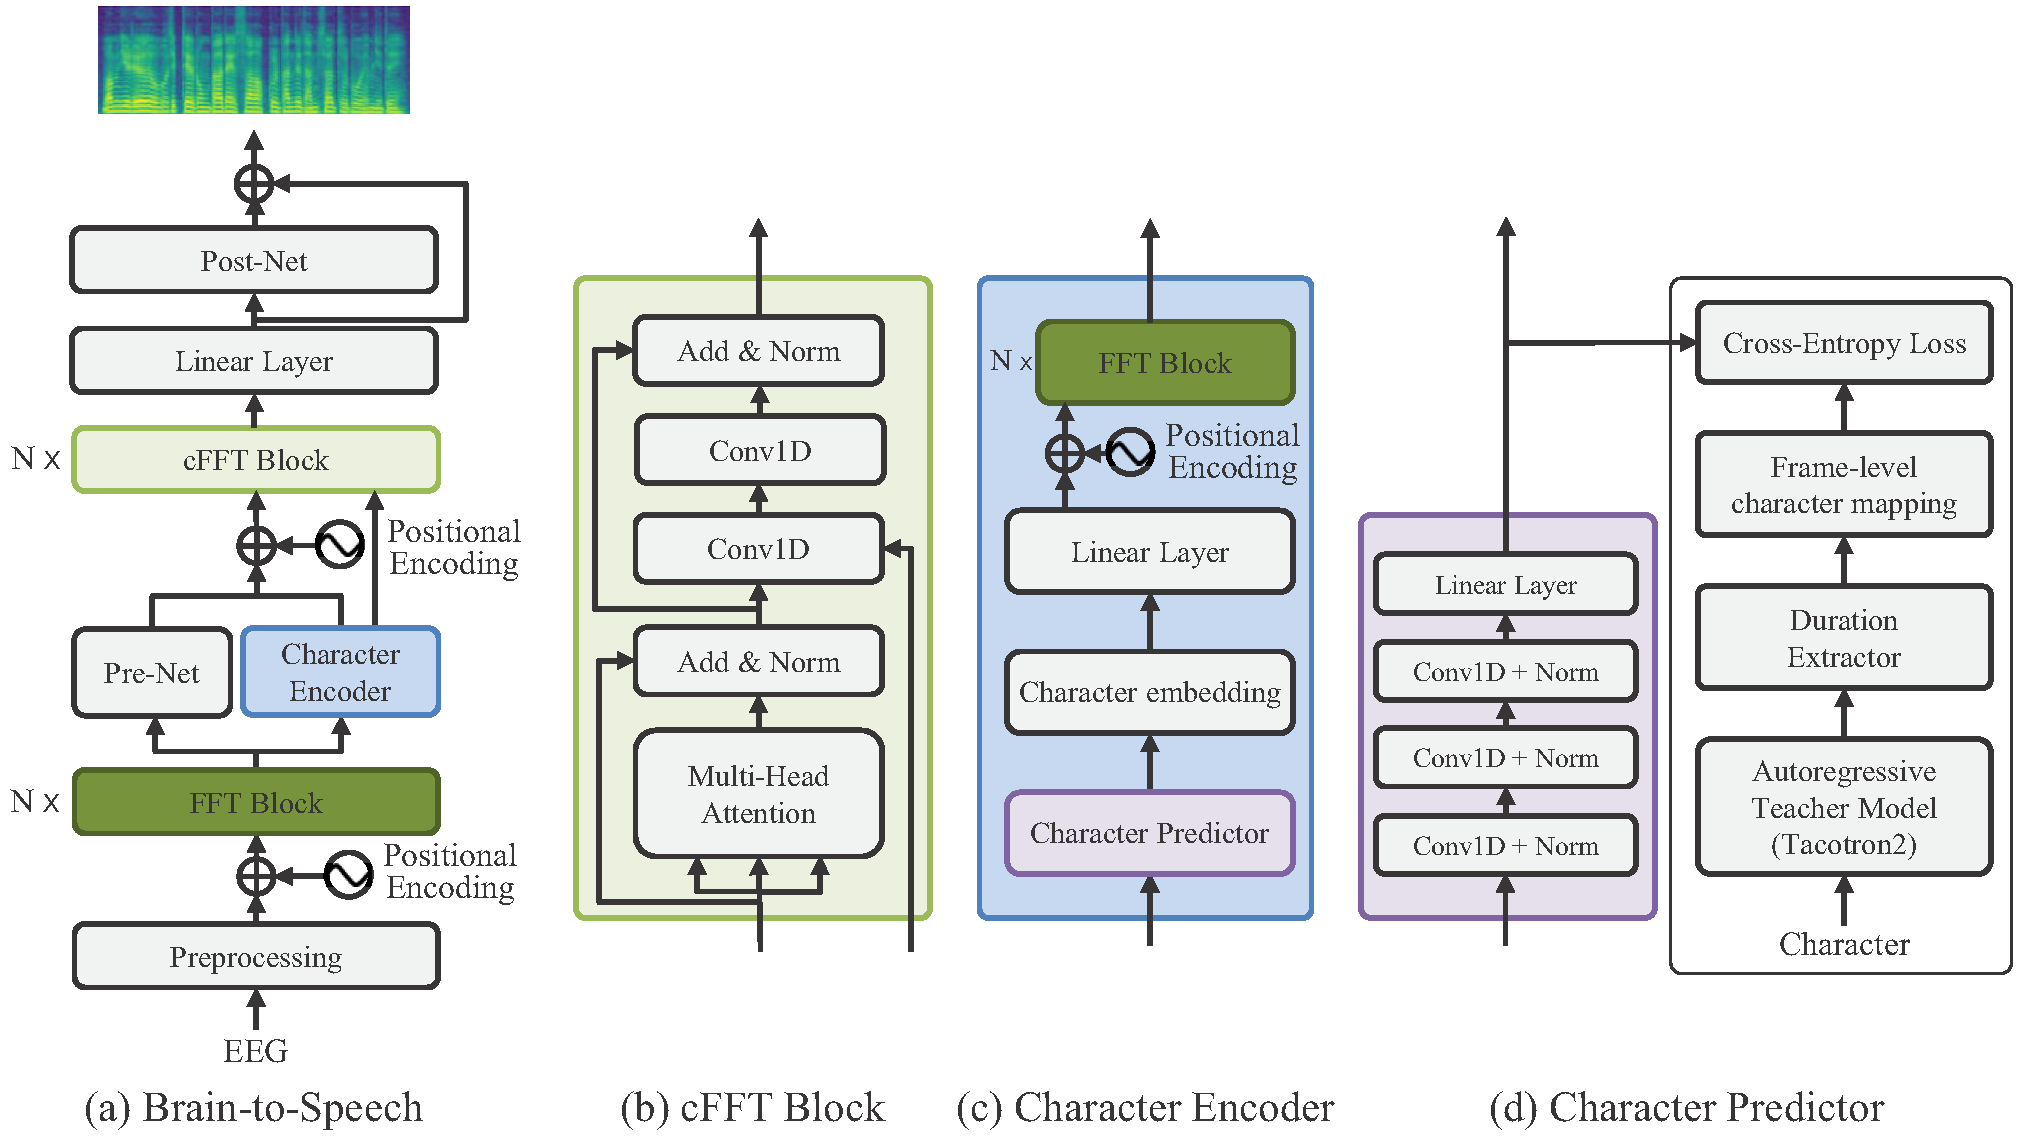 Post-Net
Linear Layer
N x
cFFT Block
Positional
Encoding
Pre-Net
Character
Encoder
N x
FFT Block
Positional
Encoding
Preprocessing
EEG
(a) Brain-to-Speech
Add & Norm
Conv1D
Conv1D
Add & Norm
Multi-Head
Attention
(b) cFFT Block
N x
FFT Block
Positional
Encoding
Linear Layer
Character embedding
Character Predictor
(c) Character Encoder
Linear Layer
Conv1D + Norm
Conv1D + Norm
Conv1D + Norm
Cross-Entropy Loss
Frame-level
character mapping
Duration
Extractor
Autoregressive
Teacher Model
(Tacotron2)
Character
(d) Character Predictor